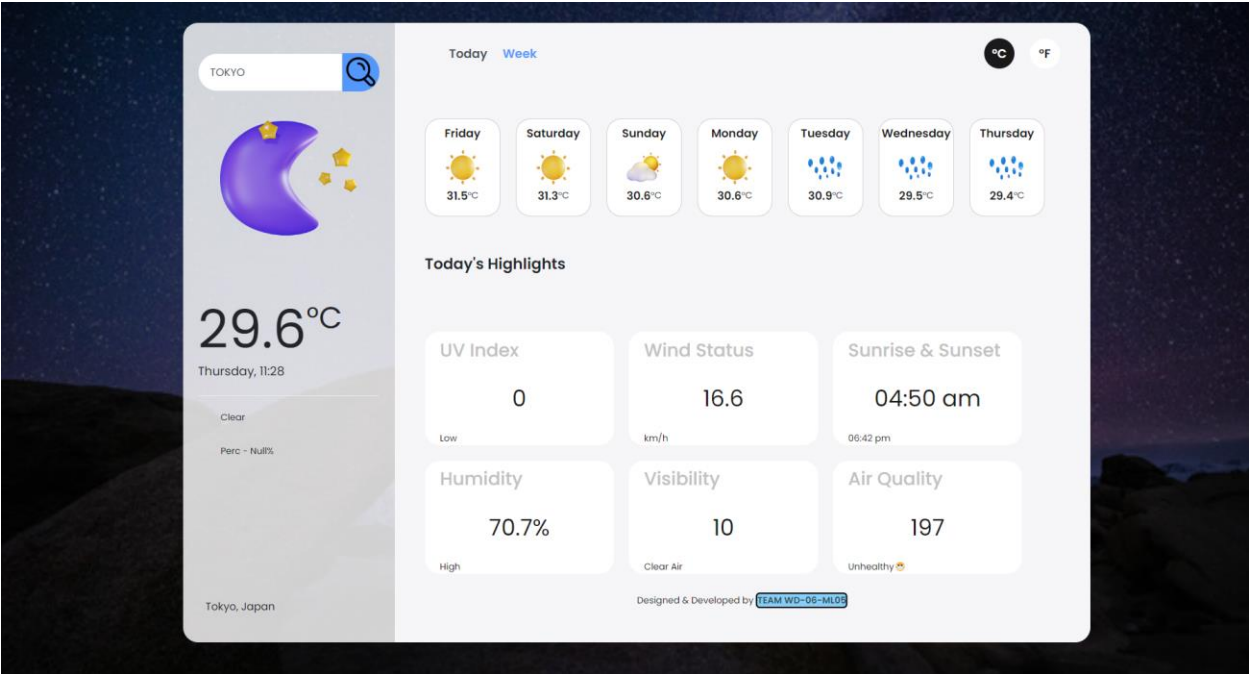 TOKYO
29.6°C
Thursday, 11:28
Clear
Perc - Null%
Tokyo, Japan
Today Week
°C °F
Friday Saturday Sunday Monday Tuesday Wednesday Thursday
31.5°C 31.3°C 30.6°C 30.6°C 30.9°C 29.5°C 29.4°C
Today's Highlights
UV Index
0
Low
Wind Status
16.6
km/h
Sunrise & Sunset
04:50 am
06:42 pm
Humidity
70.7%
High
Visibility
10
Clear Air
Air Quality
197
Unhealthy😷
Designed & Developed by TEAM WD-06-ML05